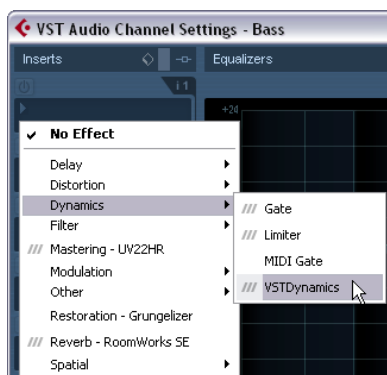 VST Audio Channel Settings - Bass
Inserts
Equalizers
i1
+24
No Effect
Delay
Distortion
Dynamics
Filter
Mastering - UV22HR
Modulation
Other
Restoration - Grungelizer
Reverb - RoomWorks SE
Spatial
Gate
Limiter
MIDI Gate
VSTDynamics